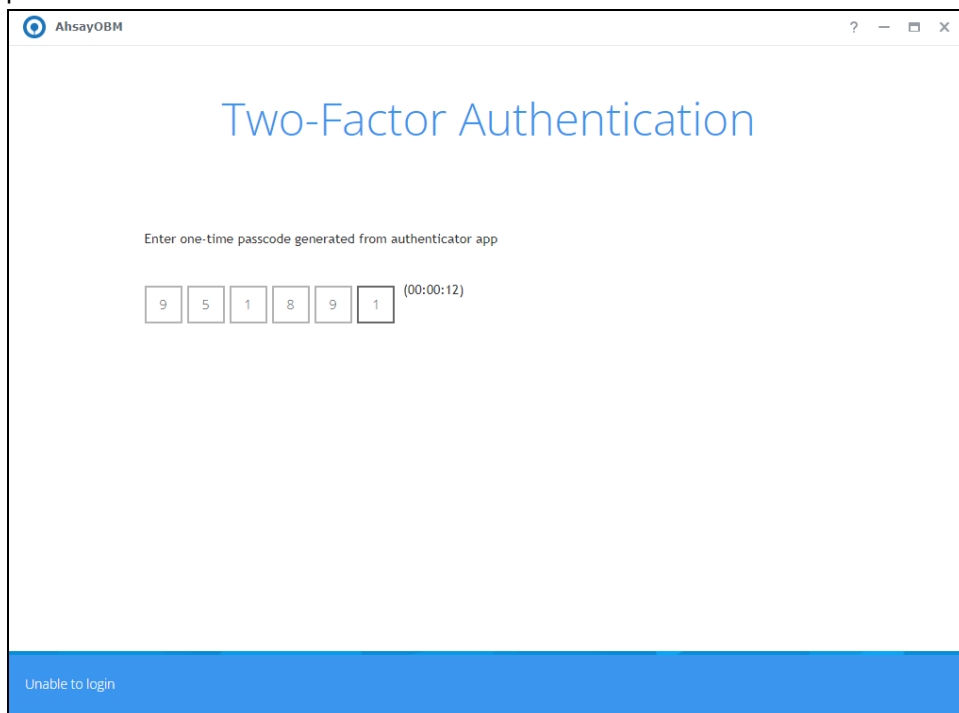 AhsayOBM ?
Two-Factor Authentication
Enter one-time passcode generated from authenticator app
9 5 1 8 9 1 (00:00:12)
Unable to login